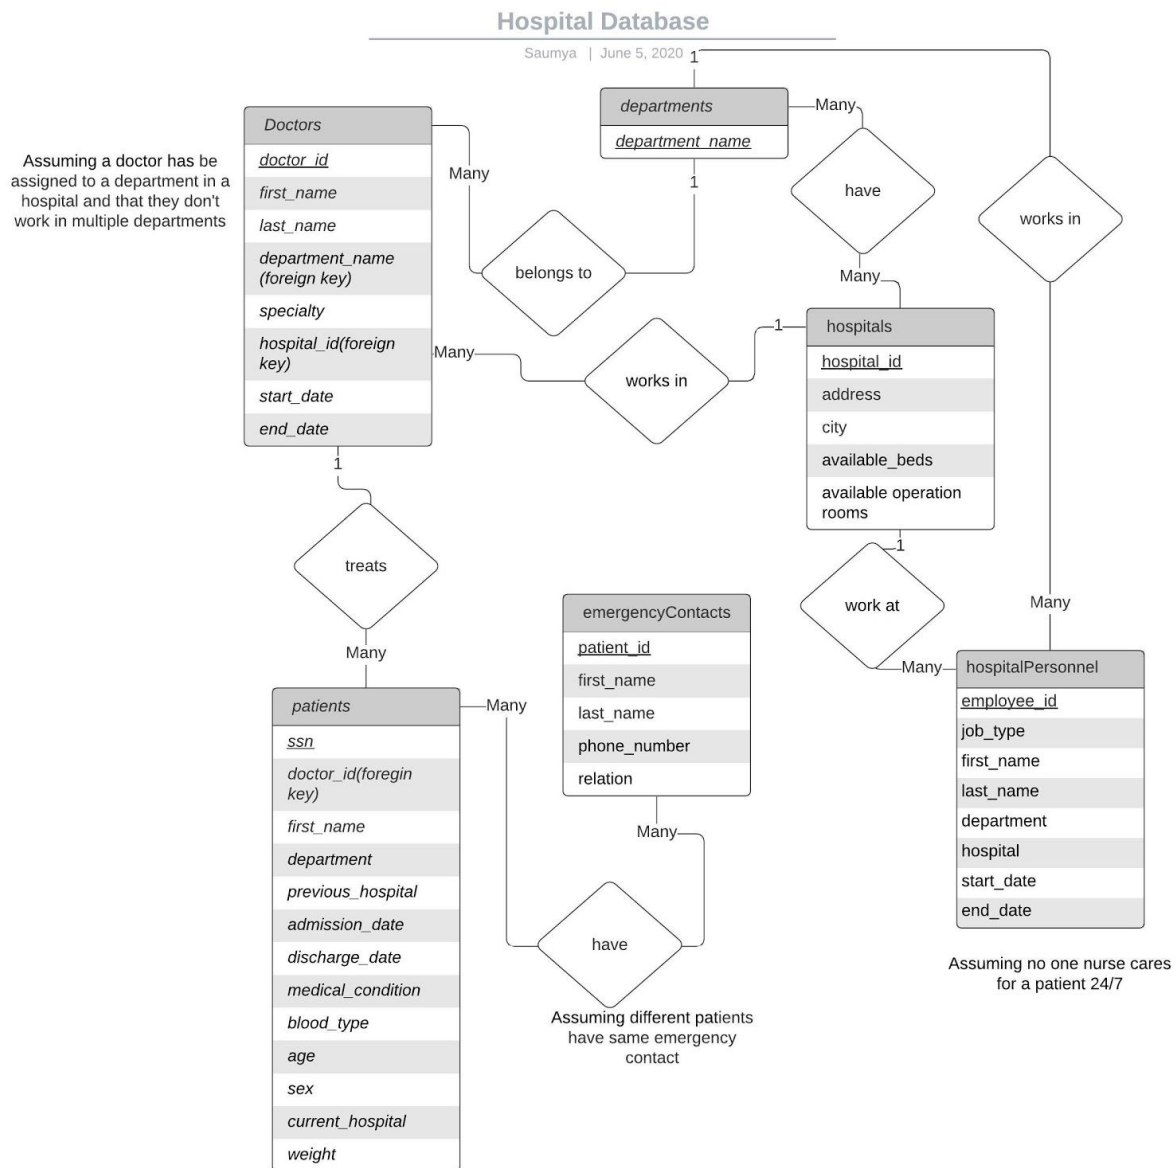 Hospital Database
Saumya | June 5, 2020
1
departments
department_name
Many
have
Many
1
works in
Many
Doctors
doctor_id
first_name
last_name
department_name
(foreign key)
specialty
hospital_id(foreign
key)
start_date
end_date
Assuming a doctor has be
assigned to a department in a
hospital and that they don't
work in multiple departments
Many
belongs to
Many
works in
1
hospitals
hospital_id
address
city
available_beds
available operation
rooms
1
work at
Many
1
treats
Many
emergencyContacts
patient_id
first_name
last_name
phone_number
relation
Many
have
Many
Assuming different patients
have same emergency
contact
hospitalPersonnel
employee_id
job_type
first_name
last_name
department
hospital
start_date
end_date
Assuming no one nurse cares
for a patient 24/7
patients
ssn
doctor_id(foregin
key)
first_name
department
previous_hospital
admission_date
discharge_date
medical_condition
blood_type
age
sex
current_hospital
weight